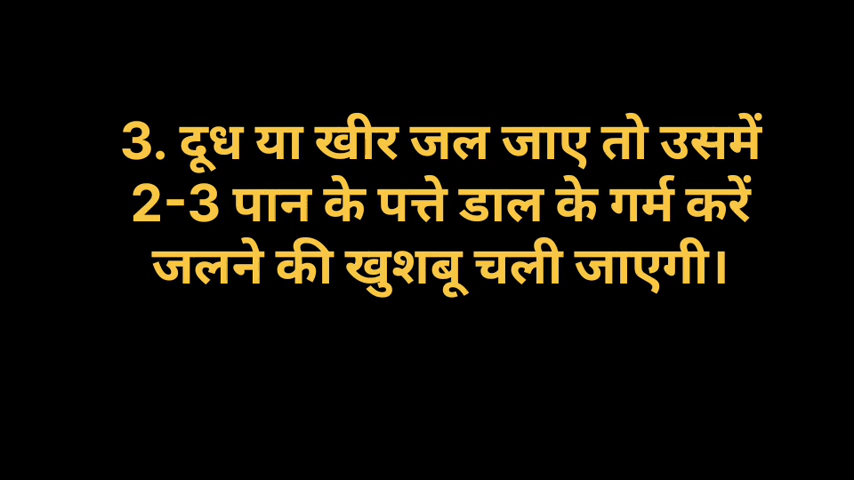 3. दूध या खीर जल जाए तो उसमें
2-3 पान के पत्ते डाल के गर्म करें
जलने की खुशबू चली जाएगी।